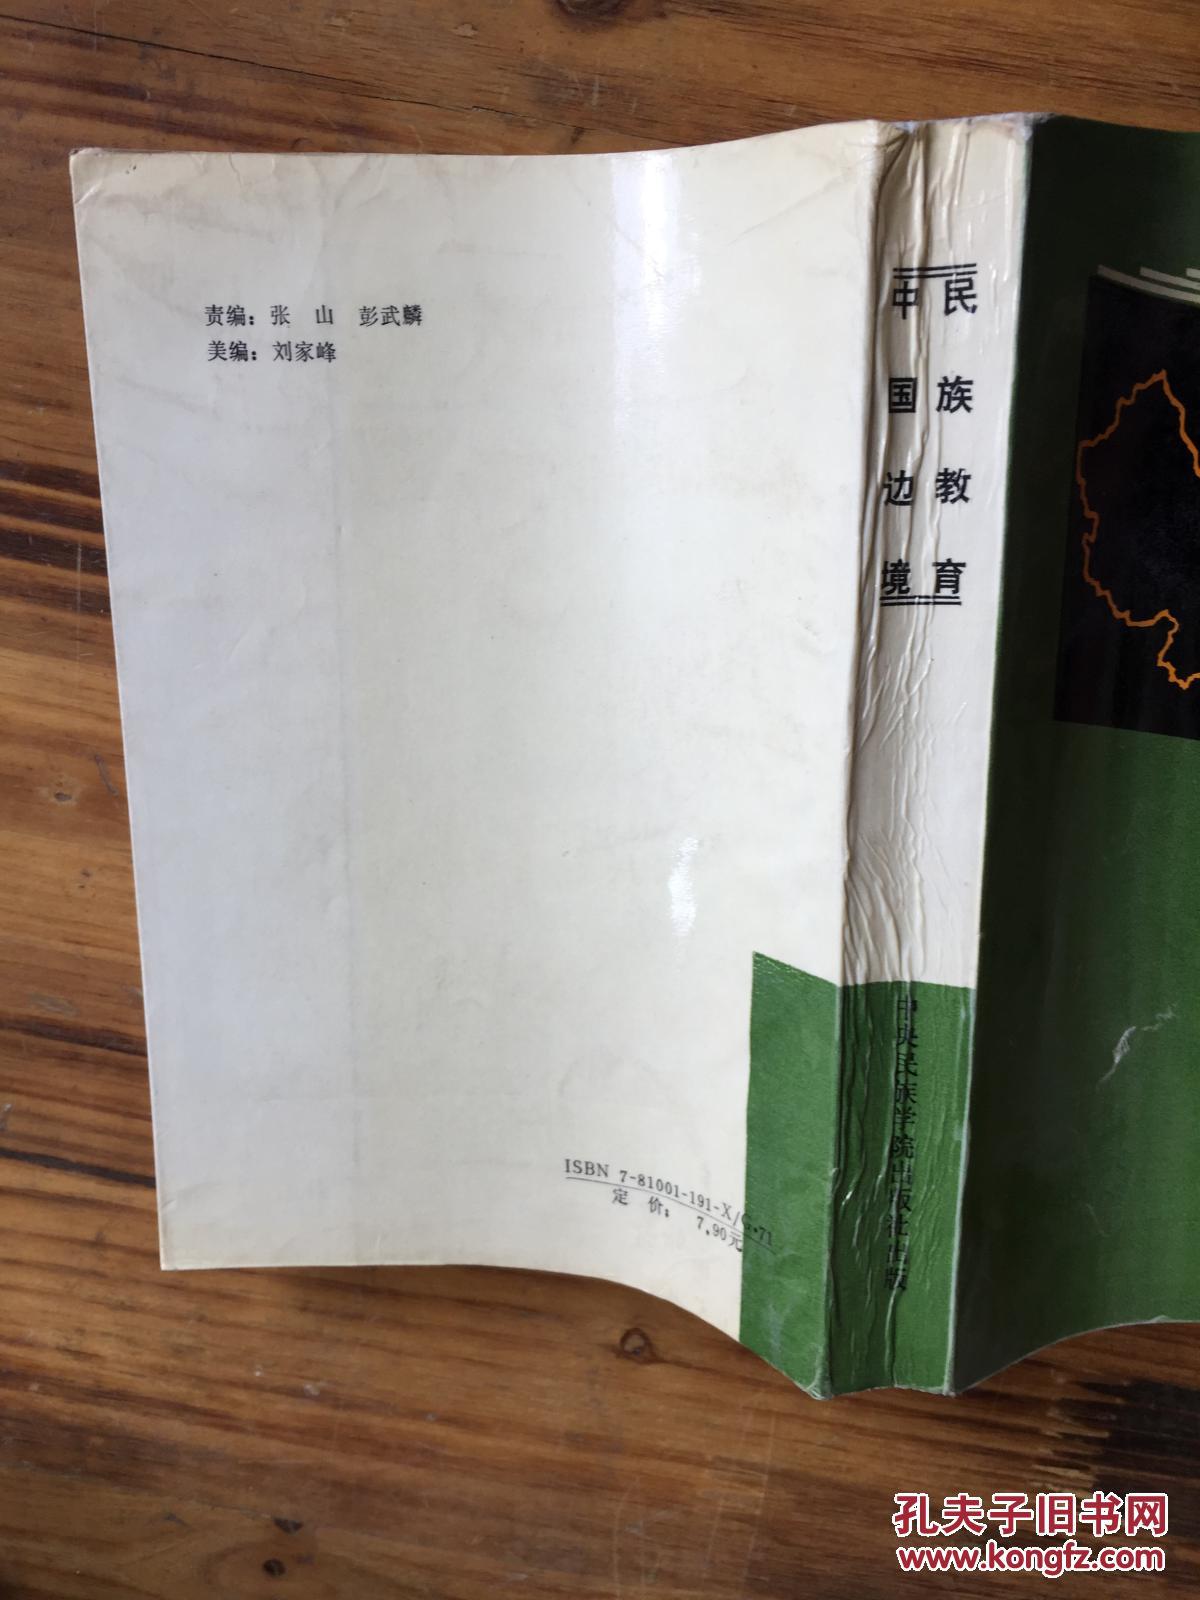 责编：张　山　彭武麟
美编：刘家峰
中国边境
民族教育
中央民族学院出版社出版
ISBN 7-81001-191-X/G·71
定　价：　7.90元
孔夫子旧书网
www.kongfz.com